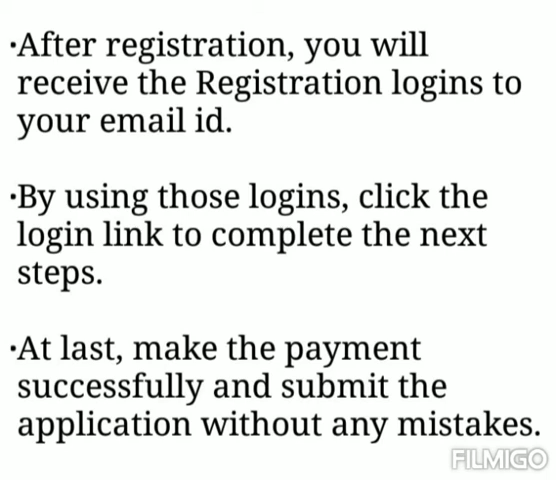 ·After registration, you will
receive the Registration logins to
your email id.
·By using those logins, click the
login link to complete the next
steps.
·At last, make the payment
successfully and submit the
application without any mistakes.
FILMIGO